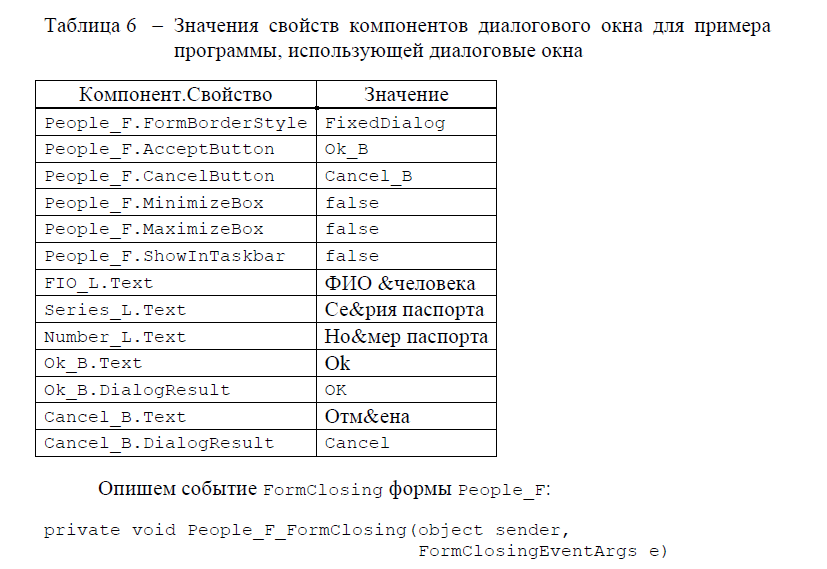 Таблица 6 – Значения свойств компонентов диалогового окна для примера
программы, использующей диалоговые окна
Компонент.Свойство Значение
People_F.FormBorderStyle FixedDialog
People_F.AcceptButton Ok_B
People_F.CancelButton Cancel_B
People_F.MinimizeBox false
People_F.MaximizeBox false
People_F.ShowInTaskbar false
FIO_L.Text ФИО &человека
Series_L.Text Се&рия паспорта
Number_L.Text Но&мер паспорта
Ok_B.Text Ok
Ok_B.DialogResult OK
Cancel_B.Text Отм&ена
Cancel_B.DialogResult Cancel
Опишем событие FormClosing формы People_F:
private void People_F_FormClosing(object sender,
FormClosingEventArgs e)